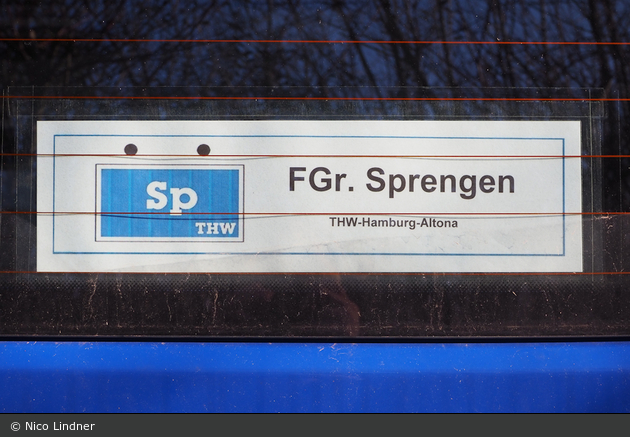 Sp
THW
FGr. Sprengen
THW-Hamburg-Altona
© Nico Lindner